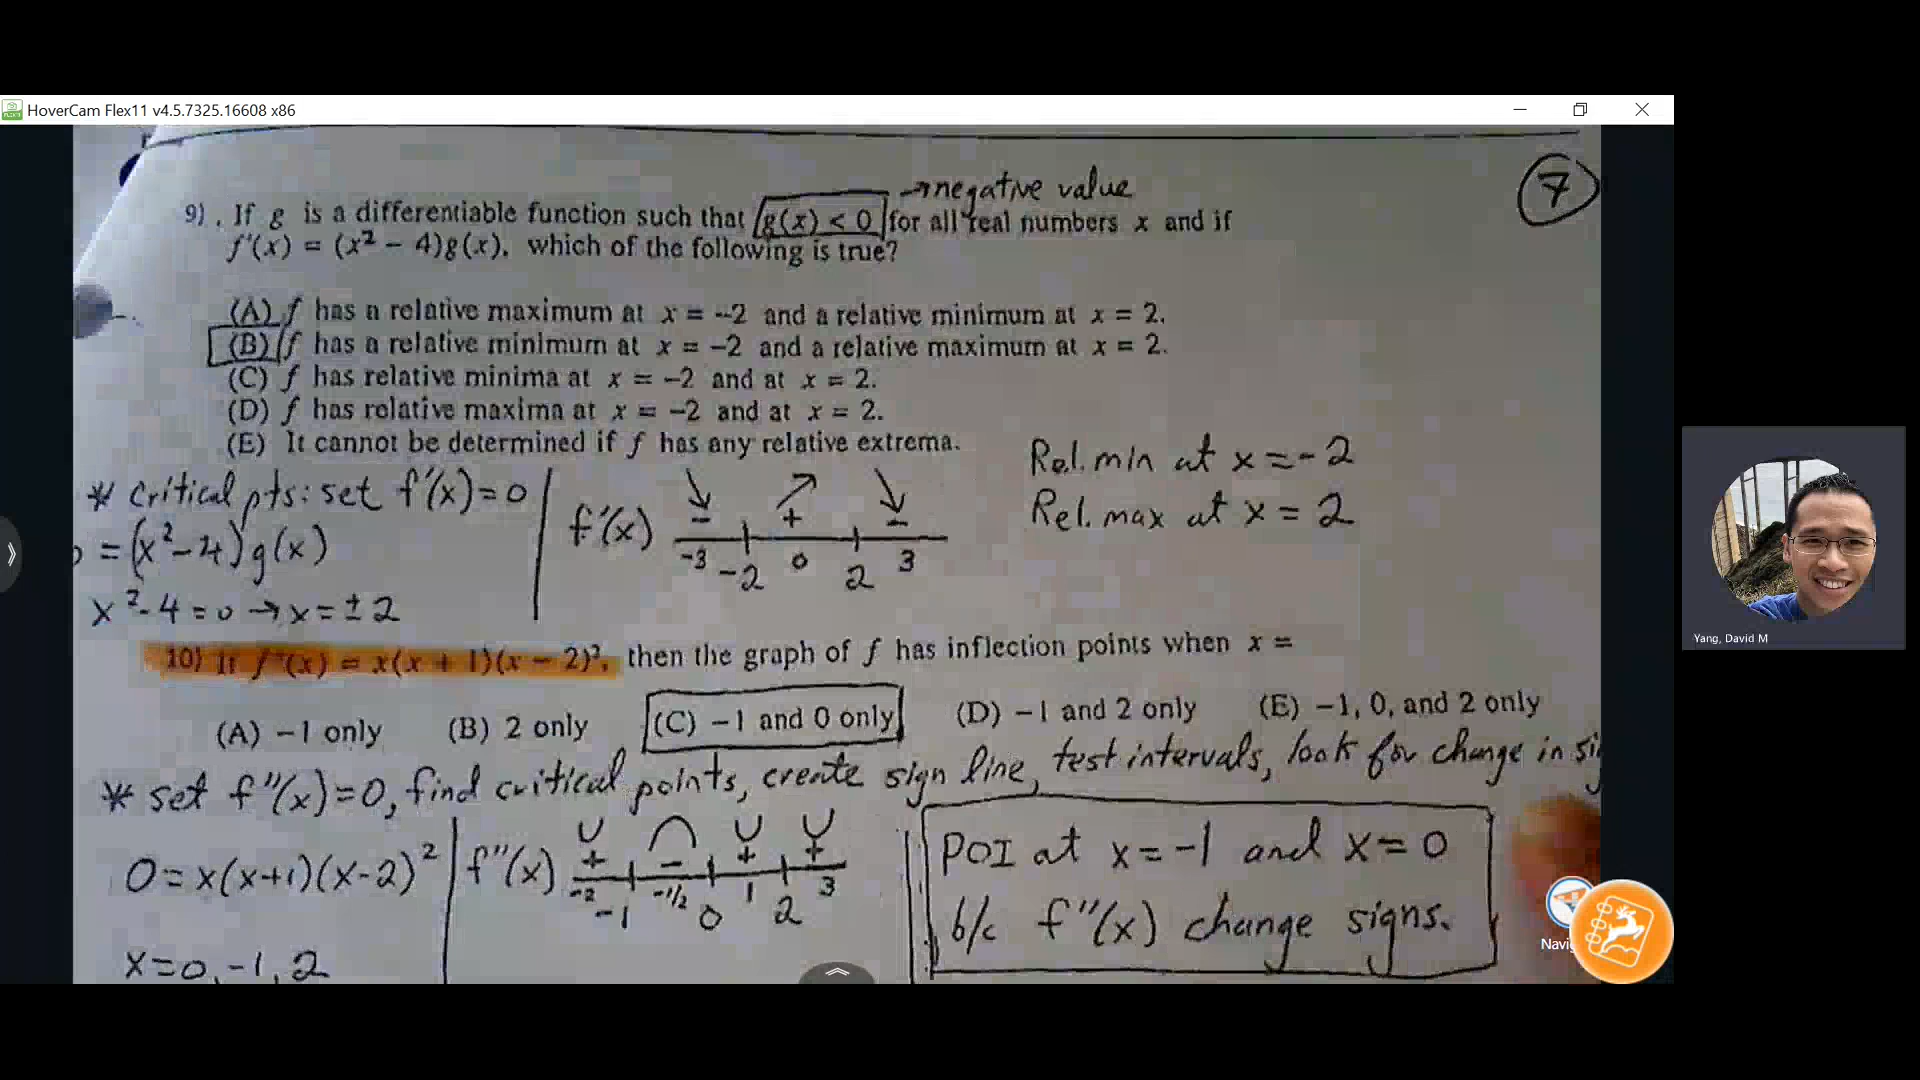 HoverCam Flex11 v4.5.7325.16608 x86
7
→negative value
9) . If g is a differentiable function such that g(x) < 0 for all real numbers x and if
f'(x) = (x² − 4)g(x), which of the following is true?
(A) f has a relative maximum at x = −2 and a relative minimum at x = 2.
(B) f has a relative minimum at x = −2 and a relative maximum at x = 2.
(C) f has relative minima at x = −2 and at x = 2.
(D) f has relative maxima at x = −2 and at x = 2.
(E) It cannot be determined if f has any relative extrema.
* Critical pts: set f'(x)=0
= (x²-4)g(x)
x²-4=0 → x=±2
f'(x) − + −
-3 -2 0 2 3
Rel. min at x=-2
Rel. max at x=2
10) If f''(x) = x(x + 1)(x − 2)², then the graph of f has inflection points when x =
(A) −1 only (B) 2 only (C) −1 and 0 only (D) −1 and 2 only (E) −1, 0, and 2 only
* set f''(x)=0, find critical points, create sign line, test intervals, look for change in
0=x(x+1)(x-2)²
x=0,-1,2
f''(x) + − + +
-2 -1 -1/2 0 1 2 3
POI at x=-1 and x=0
b/c f''(x) change signs.
Yang, David M